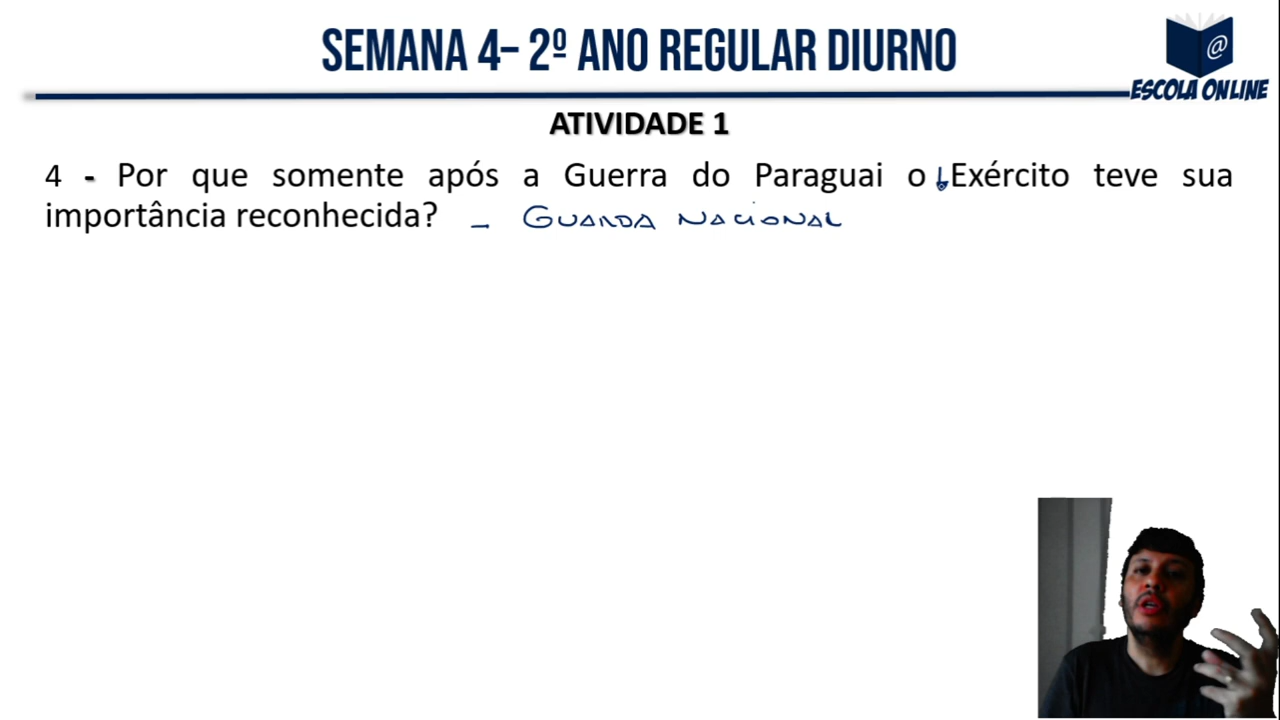 SEMANA 4– 2º ANO REGULAR DIURNO
@
ESCOLA ONLINE
ATIVIDADE 1
4 - Por que somente após a Guerra do Paraguai o Exército teve sua
importância reconhecida? - GUARDA NACIONAL